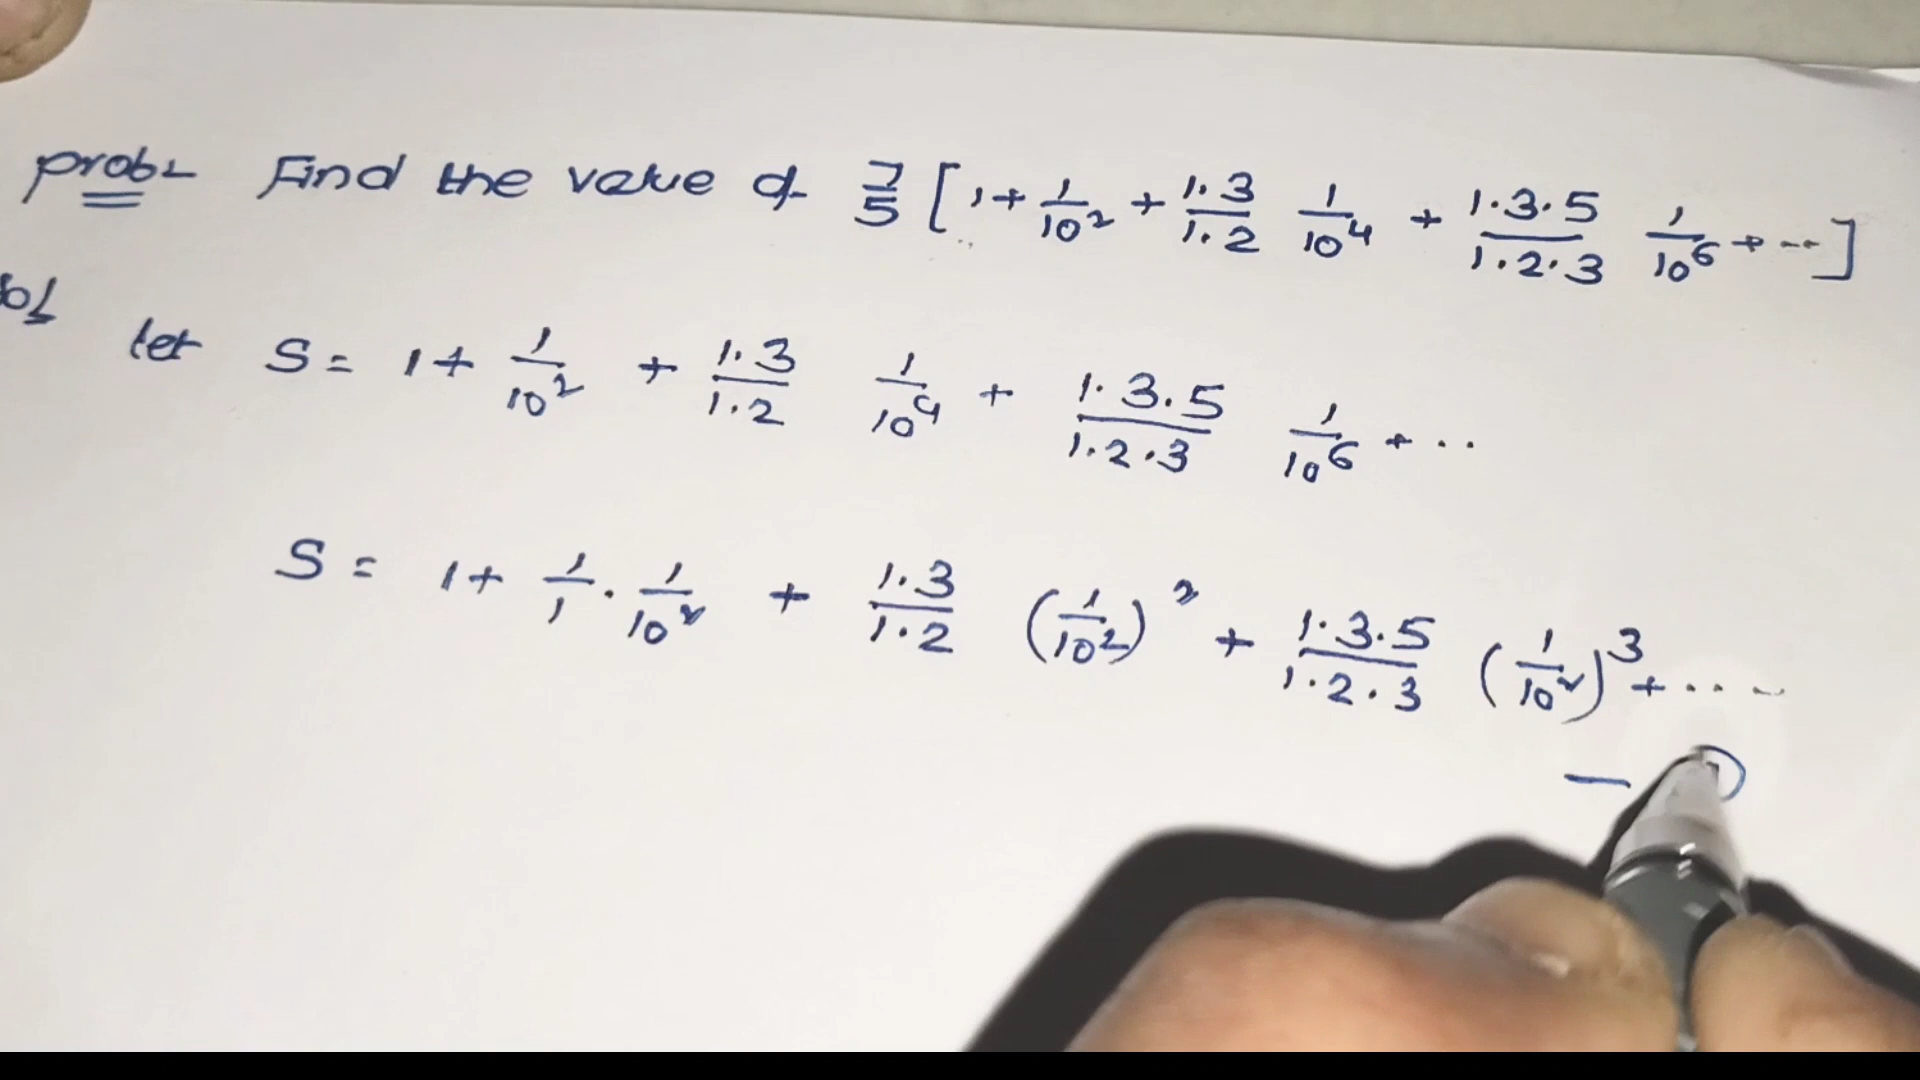 prob:- Find the value of 7/5 [1 + 1/10² + 1.3/1.2 1/10⁴ + 1.3.5/1.2.3 1/10⁶ + ...]
Sol
let S = 1 + 1/10² + 1.3/1.2 1/10⁴ + 1.3.5/1.2.3 1/10⁶ + ..
S = 1 + 1/1 . 1/10² + 1.3/1.2 (1/10²)² + 1.3.5/1.2.3 (1/10²)³ + ....